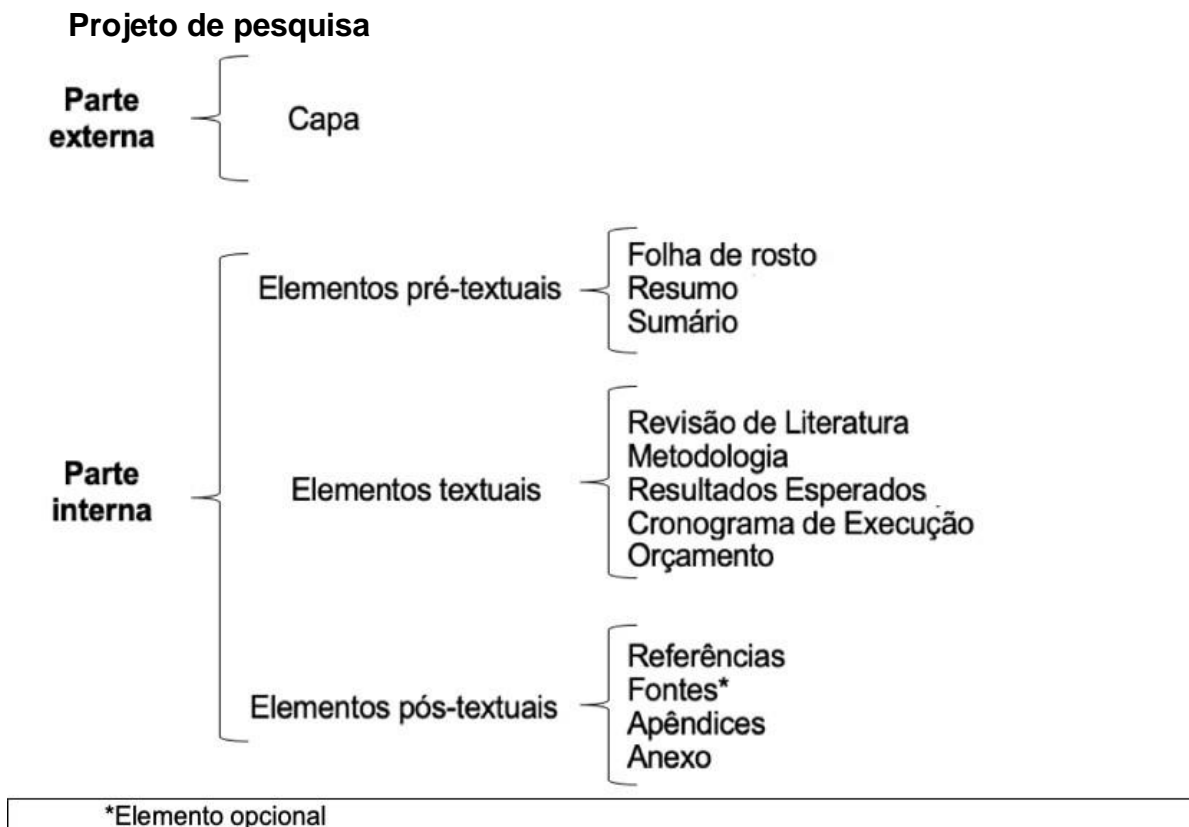 Projeto de pesquisa
Parte
externa
Capa
Elementos pré-textuais
Folha de rosto
Resumo
Sumário
Parte
interna
Elementos textuais
Revisão de Literatura
Metodologia
Resultados Esperados
Cronograma de Execução
Orçamento
Elementos pós-textuais
Referências
Fontes*
Apêndices
Anexo
*Elemento opcional